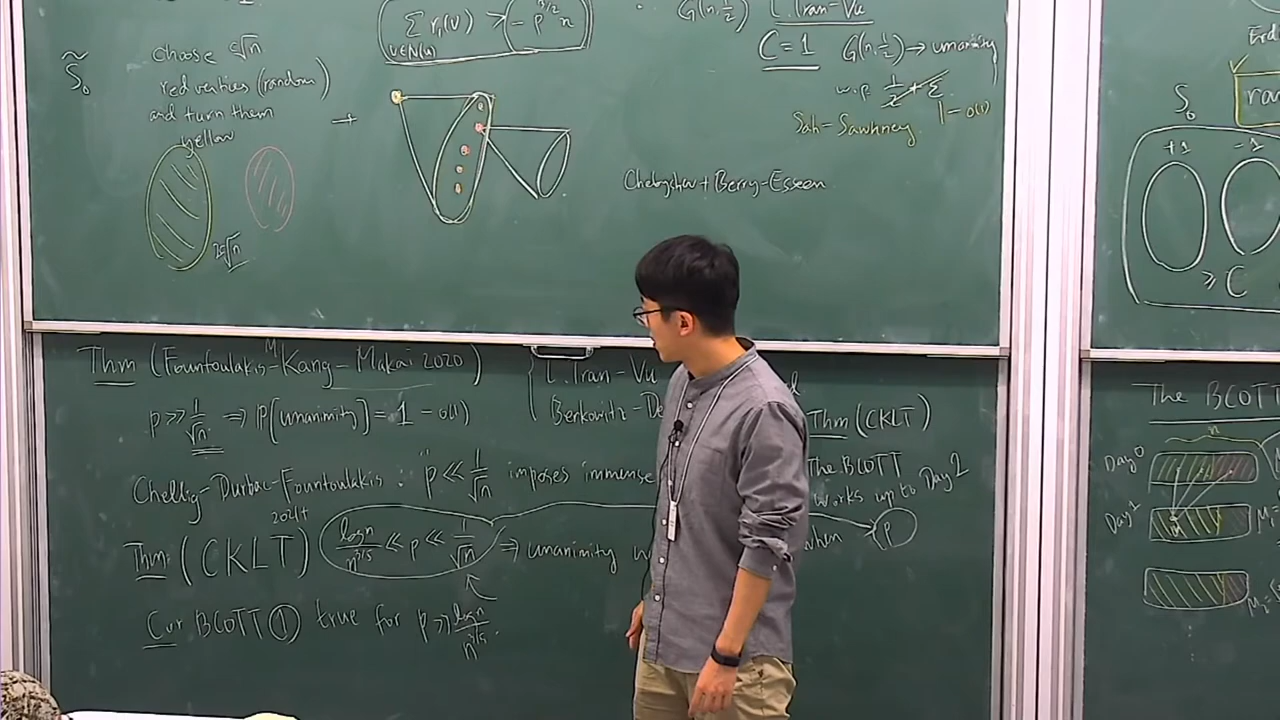 Σ r₁(v) > - p^{3/2} n
v∈N(u)
S̃₀
choose c√n
red vertices (random)
and turn them
yellow
2c√n
G(n,½) L.Tran-Vu
C=1 G(n,½)→ unanimity
w.p.
1-o(1)
Sah-Sawhney
Chebyshev + Berry-Esseen
Thm (Fountoulakis-Kang-Makai 2020)
p≫1/√n ⇒ P[unanimity] = 1-o(1)
L.Tran-Vu
Berkowitz-De
Chellig-Durbac-Fountoulakis: "p ≪ 1/√n imposes immense
2021+
Thm: (CKLT) log n/n^{3/5} ≪ p ≪ 1/√n ⇒ unanimity
Cor BCOTT ① true for p ≫ log n/n^{3/5}.
Thm (CKLT)
The BCOTT
works up to Day 2
when p
S₀
+1 -1
≥ C
The BCOTT
n
Day 0
Day 1